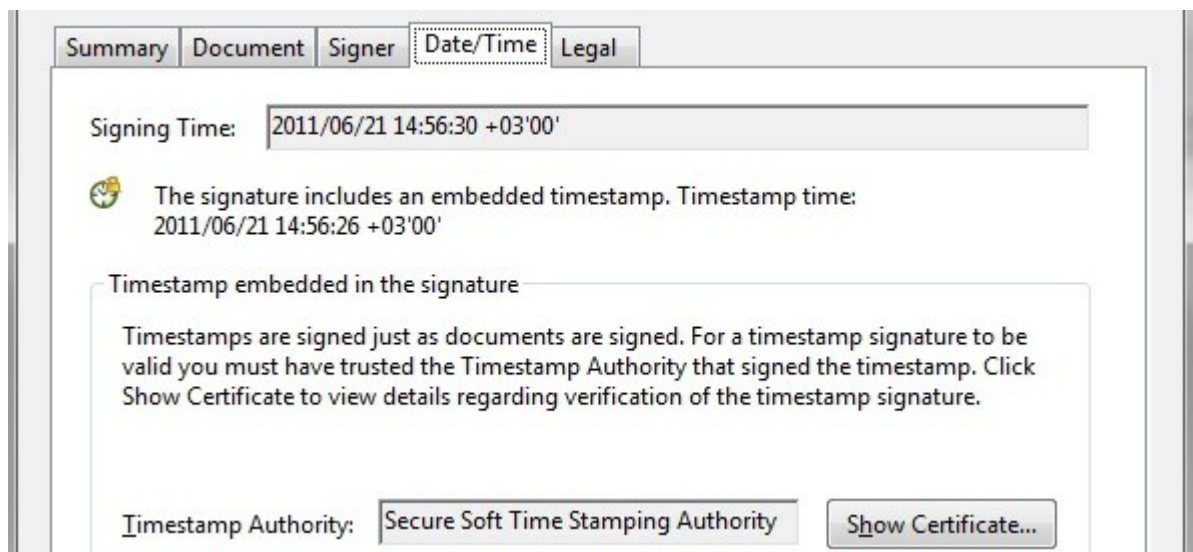 Summary Document Signer Date/Time Legal
Signing Time: 2011/06/21 14:56:30 +03'00'
The signature includes an embedded timestamp. Timestamp time:
2011/06/21 14:56:26 +03'00'
Timestamp embedded in the signature
Timestamps are signed just as documents are signed. For a timestamp signature to be
valid you must have trusted the Timestamp Authority that signed the timestamp. Click
Show Certificate to view details regarding verification of the timestamp signature.
Timestamp Authority: Secure Soft Time Stamping Authority Show Certificate...